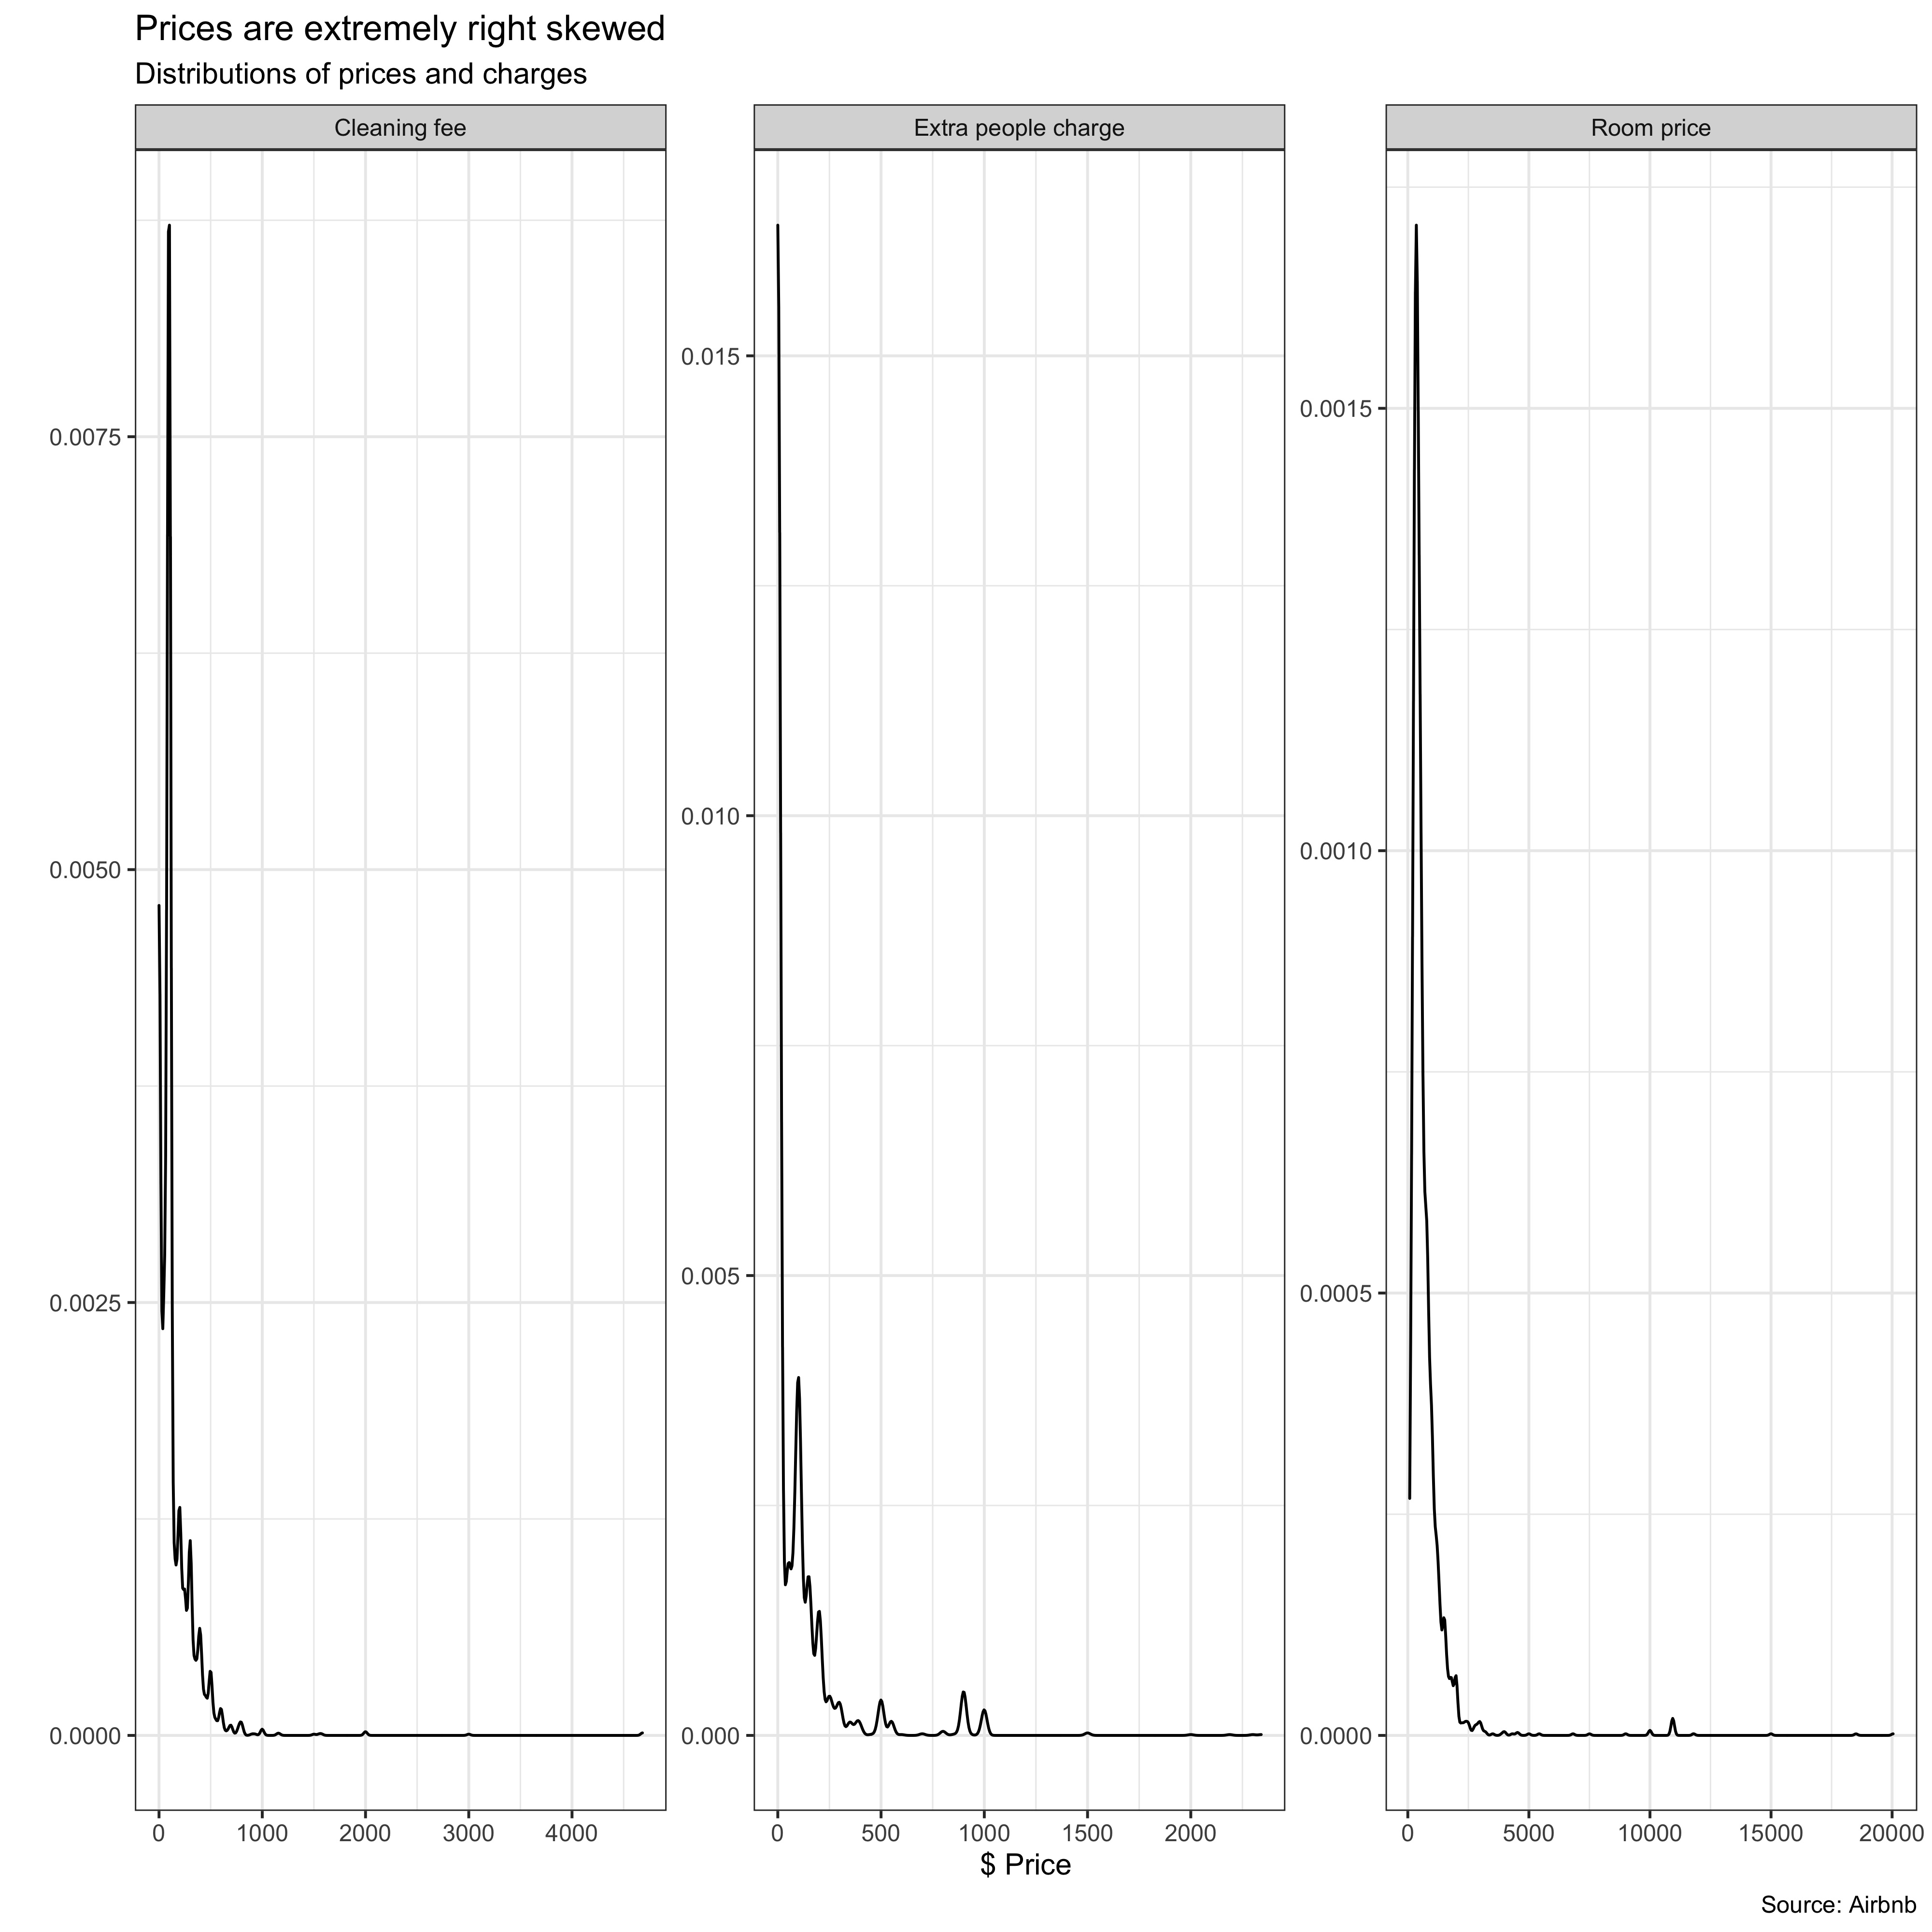 Prices are extremely right skewed
Distributions of prices and charges
Cleaning fee
0.0075
0.0050
0.0025
0.0000
0 1000 2000 3000 4000
Extra people charge
0.015
0.010
0.005
0.000
0 500 1000 1500 2000
Room price
0.0015
0.0010
0.0005
0.0000
0 5000 10000 15000 20000
$ Price
Source: Airbnb